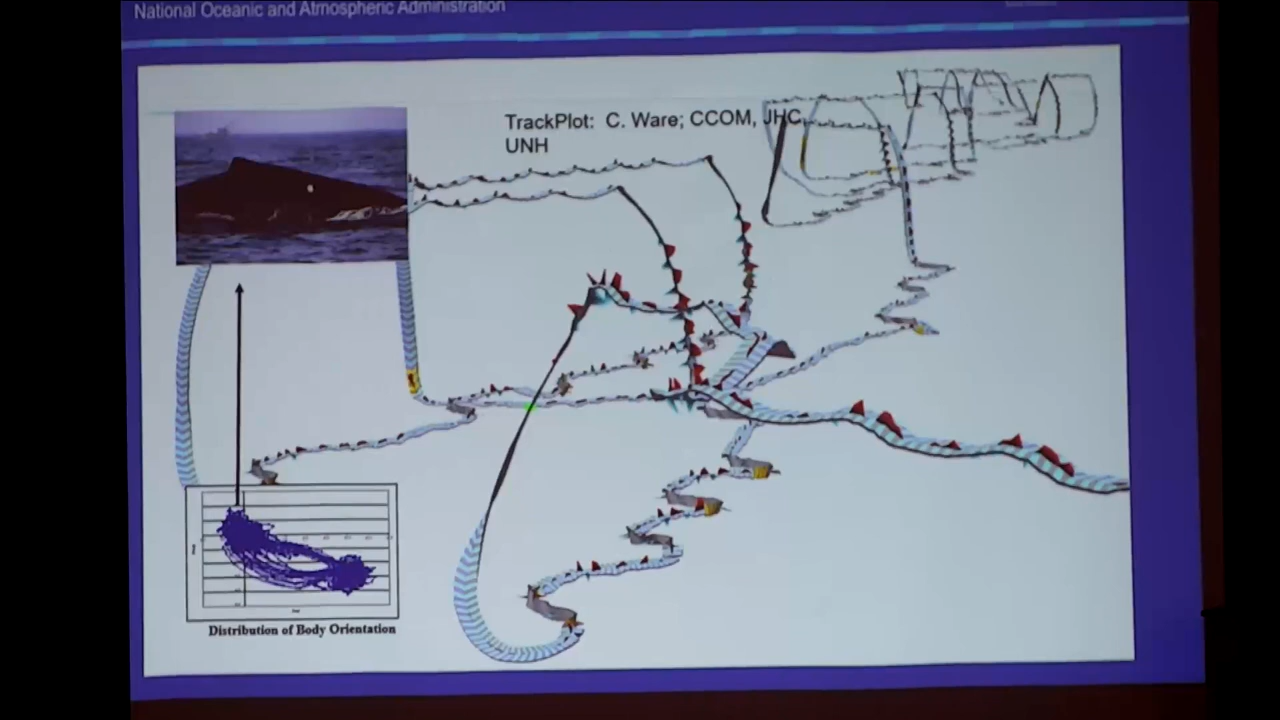 National Oceanic and Atmospheric Administration
TrackPlot: C. Ware; CCOM, JHC,
UNH
Distribution of Body Orientation